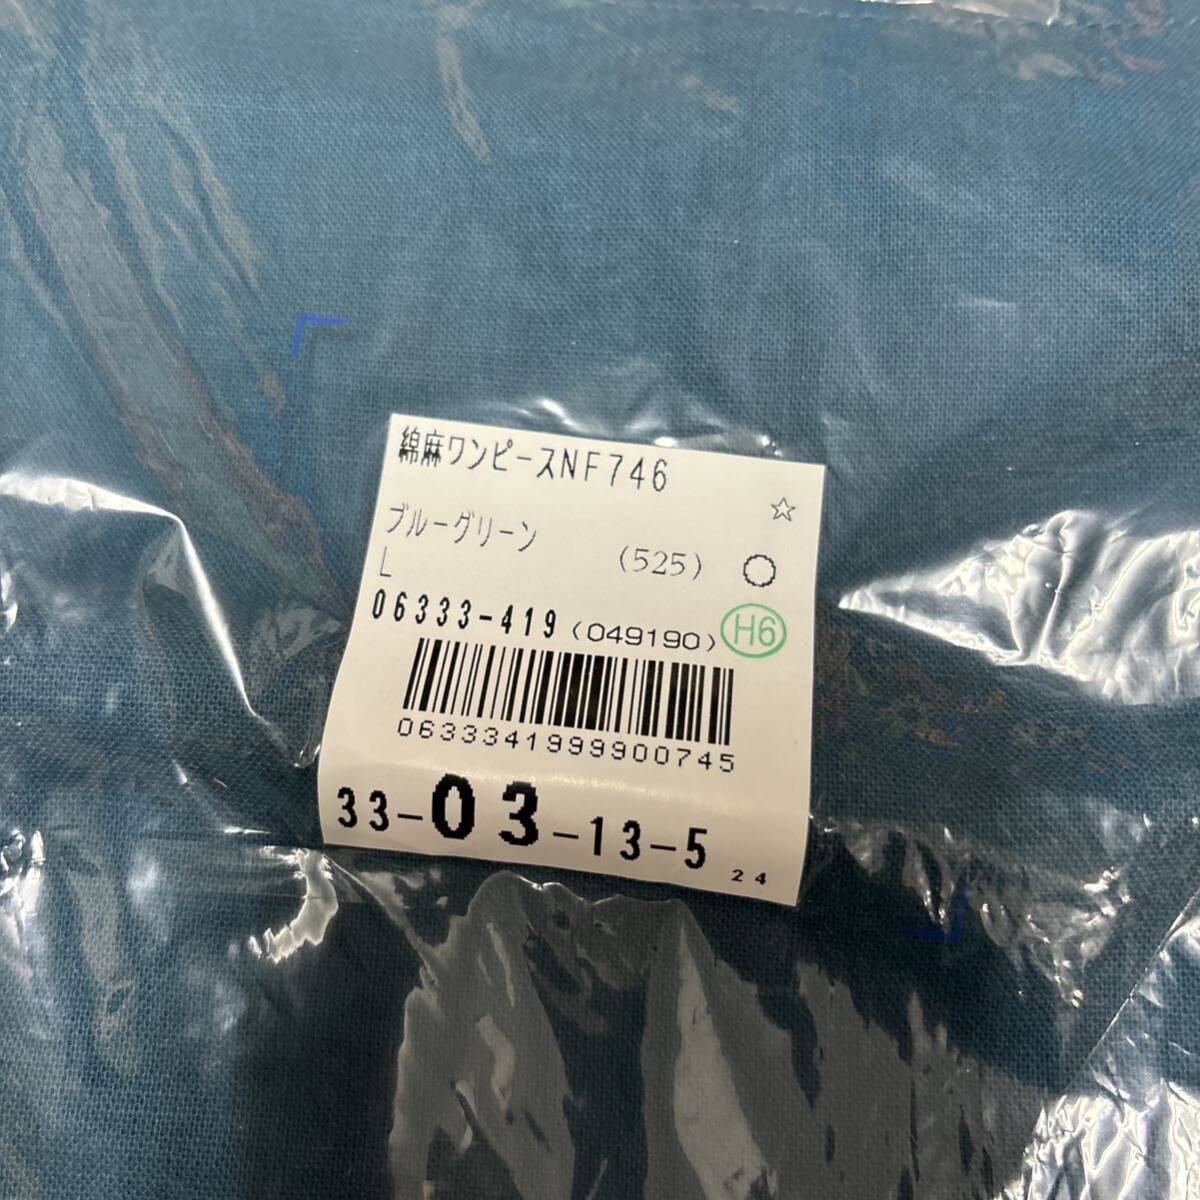 綿麻ワンピースNF746
☆
ブルーグリーン (525) ○
L
06333-419 (049190) H6
0633341999900745
33-03-13-5 24